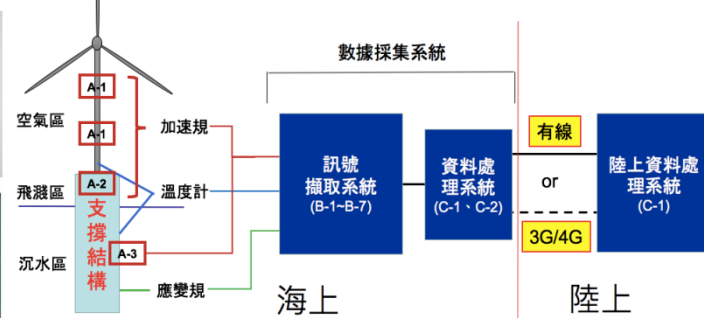 數據採集系統
A-1
空氣區
A-1
加速規
A-2
飛濺區
溫度計
支撐結構
A-3
沉水區
應變規
訊號
擷取系統
(B-1~B-7)
資料處
理系統
(C-1、C-2)
有線
or
3G/4G
陸上資料處
理系統
(C-1)
海上
陸上